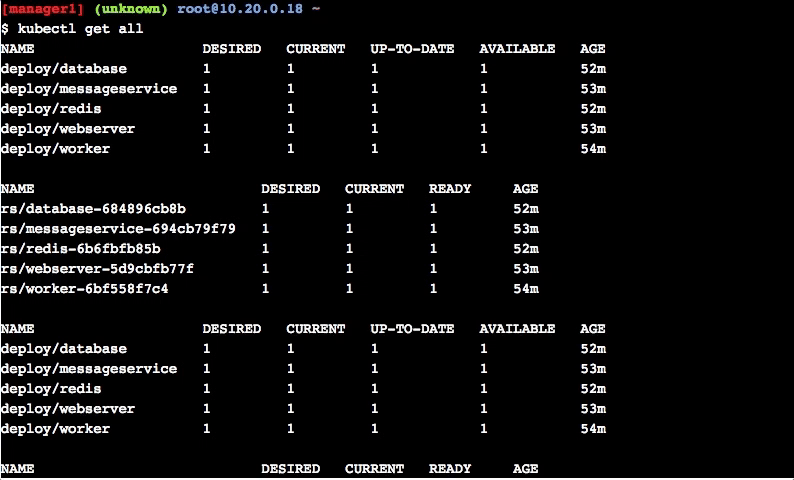 [manager1] (unknown) root@10.20.0.18 ~
$ kubectl get all
NAME DESIRED CURRENT UP-TO-DATE AVAILABLE AGE
deploy/database 1 1 1 1 52m
deploy/messageservice 1 1 1 1 53m
deploy/redis 1 1 1 1 52m
deploy/webserver 1 1 1 1 53m
deploy/worker 1 1 1 1 54m
NAME DESIRED CURRENT READY AGE
rs/database-684896cb8b 1 1 1 52m
rs/messageservice-694cb79f79 1 1 1 53m
rs/redis-6b6fbfb85b 1 1 1 52m
rs/webserver-5d9cbfb77f 1 1 1 53m
rs/worker-6bf558f7c4 1 1 1 54m
NAME DESIRED CURRENT UP-TO-DATE AVAILABLE AGE
deploy/database 1 1 1 1 52m
deploy/messageservice 1 1 1 1 53m
deploy/redis 1 1 1 1 52m
deploy/webserver 1 1 1 1 53m
deploy/worker 1 1 1 1 54m
NAME DESIRED CURRENT READY AGE